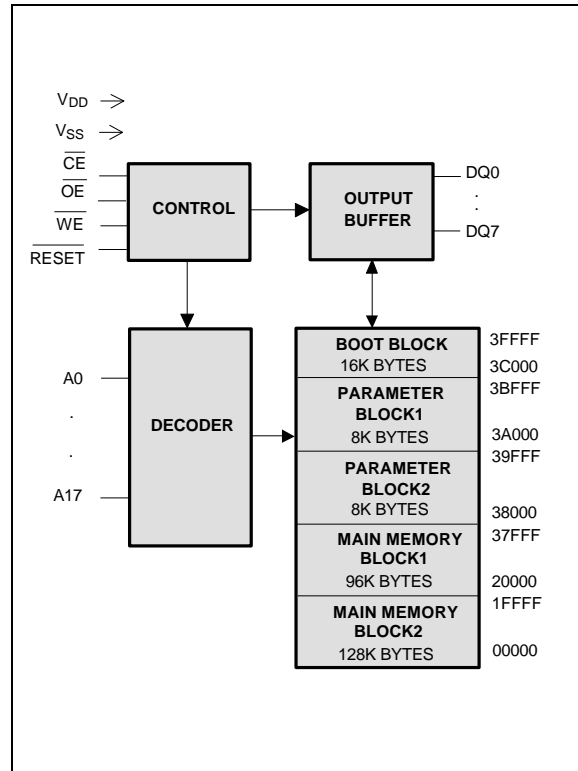 VDD
VSS
CE
OE
WE
RESET
CONTROL
OUTPUT
BUFFER
DQ0
.
.
DQ7
A0
.
.
A17
DECODER
BOOT BLOCK
16K BYTES
3FFFF
3C000
PARAMETER
BLOCK1
8K BYTES
3BFFF
3A000
PARAMETER
BLOCK2
8K BYTES
39FFF
38000
MAIN MEMORY
BLOCK1
96K BYTES
37FFF
20000
MAIN MEMORY
BLOCK2
128K BYTES
1FFFF
00000